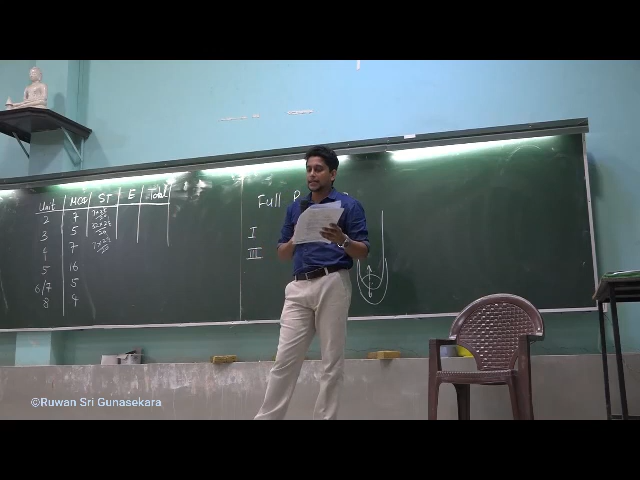 Unit MCQ ST E Total
2 7
3 5
4 7
5 16
6/7 5
8 4
Full
I
III
©Ruwan Sri Gunasekara